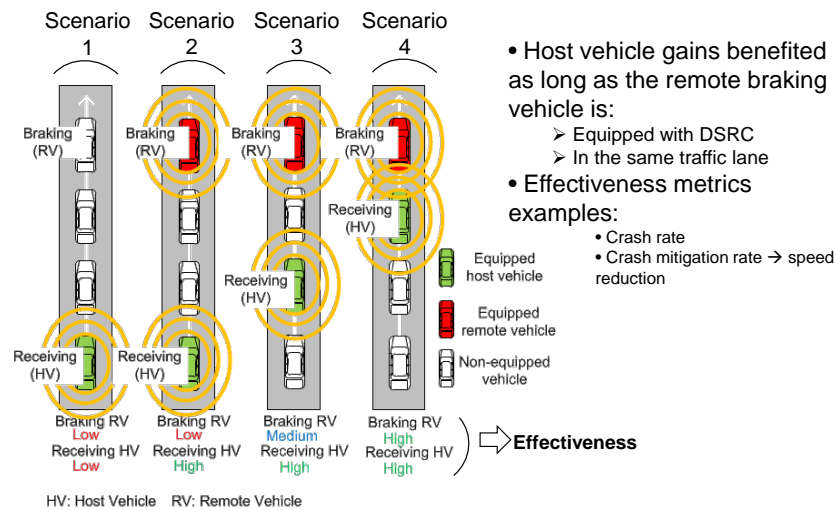 Scenario 1
Scenario 2
Scenario 3
Scenario 4
Braking (RV)
Receiving (HV)
Braking (RV)
Receiving (HV)
Braking (RV)
Receiving (HV)
Braking (RV)
Receiving (HV)
Equipped host vehicle
Equipped remote vehicle
Non-equipped vehicle
Braking RV
Low
Receiving HV
Low
Braking RV
Low
Receiving HV
High
Braking RV
Medium
Receiving HV
High
Braking RV
High
Receiving HV
High
Effectiveness
HV: Host Vehicle RV: Remote Vehicle
• Host vehicle gains benefited
as long as the remote braking
vehicle is:
➢ Equipped with DSRC
➢ In the same traffic lane
• Effectiveness metrics
examples:
• Crash rate
• Crash mitigation rate → speed
reduction